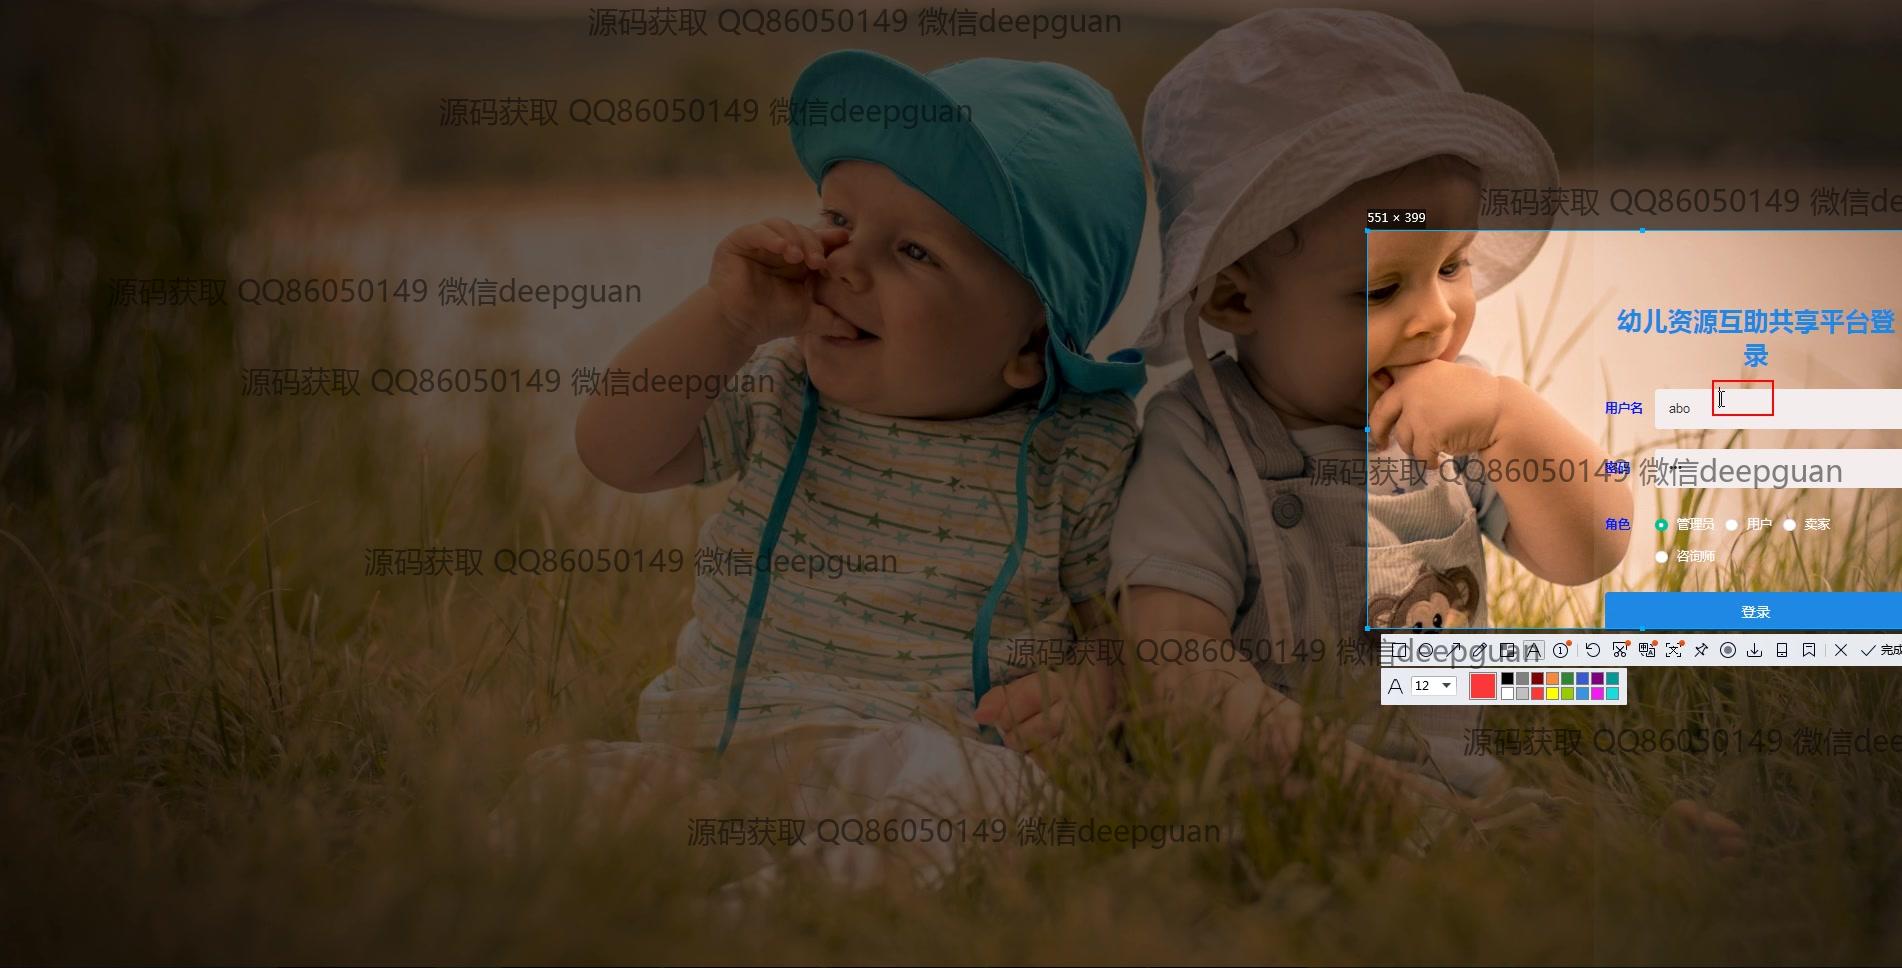 源码获取 QQ86050149 微信deepguan
源码获取 QQ86050149 微信deepguan
源码获取 QQ86050149 微信de
551 × 399
源码获取 QQ86050149 微信deepguan
幼儿资源互助共享平台登
录
源码获取 QQ86050149 微信deepguan
用户名
abo
源码获取 QQ86050149 微信deepguan
密码
角色
管理员
用户
卖家
咨询师
源码获取 QQ86050149 微信deepguan
登录
源码获取 QQ86050149 微信deepguan
完成
A 12
源码获取 QQ86050149 微信dee
源码获取 QQ86050149 微信deepguan